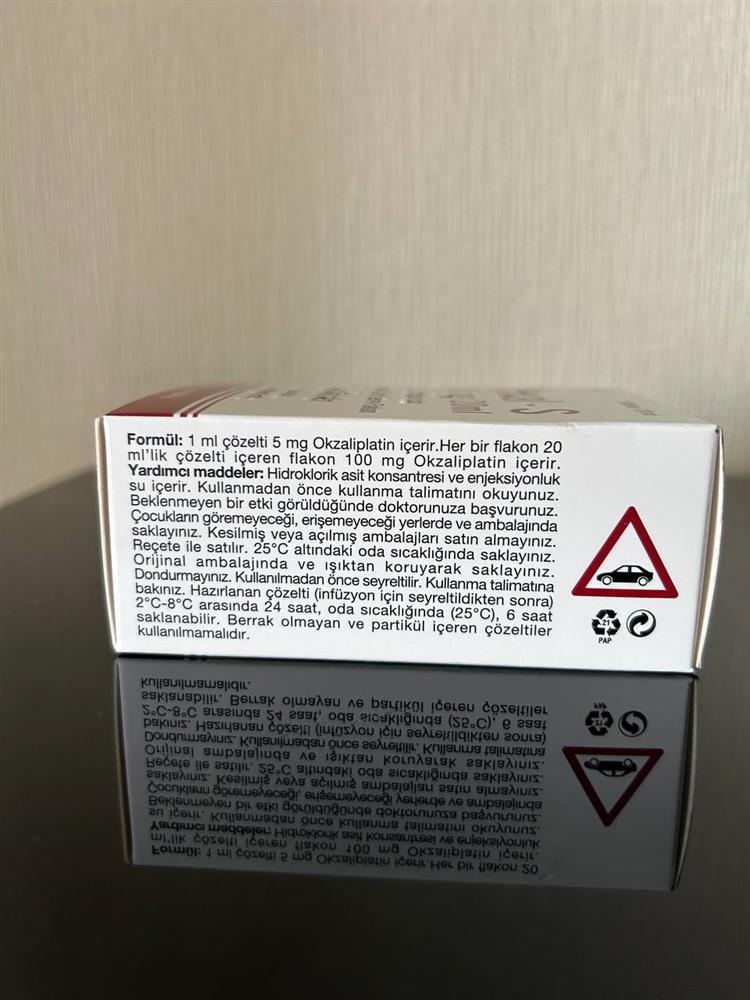 Formül: 1 ml çözelti 5 mg Okzaliplatin içerir.Her bir flakon 20
ml'lik çözelti içeren flakon 100 mg Okzaliplatin içerir.
Yardımcı maddeler: Hidroklorik asit konsantresi ve enjeksiyonluk
su içerir. Kullanmadan önce kullanma talimatını okuyunuz.
Beklenmeyen bir etki görüldüğünde doktorunuza başvurunuz.
Çocukların göremeyeceği, erişemeyeceği yerlerde ve ambalajında
saklayınız. Kesilmiş veya açılmış ambalajları satın almayınız.
Reçete ile satılır. 25°C altındaki oda sıcaklığında saklayınız.
Orijinal ambalajında ve ışıktan koruyarak saklayınız.
Dondurmayınız. Kullanılmadan önce seyreltilir. Kullanma talimatına
bakınız. Hazırlanan çözelti (infüzyon için seyreltildikten sonra)
2°C-8°C arasında 24 saat, oda sıcaklığında (25°C), 6 saat
saklanabilir. Berrak olmayan ve partikül içeren çözeltiler
kullanılmamalıdır.
21
PAP